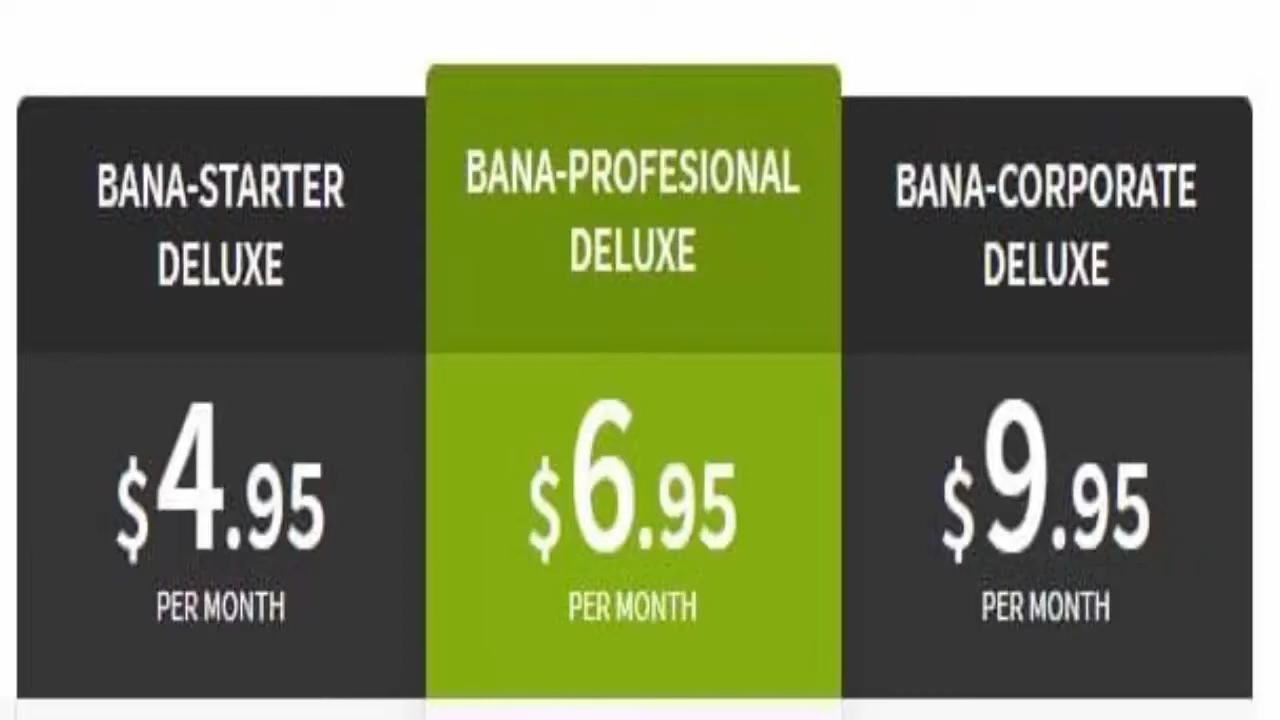 BANA-STARTER
DELUXE
$4.95
PER MONTH
BANA-PROFESIONAL
DELUXE
$6.95
PER MONTH
BANA-CORPORATE
DELUXE
$9.95
PER MONTH